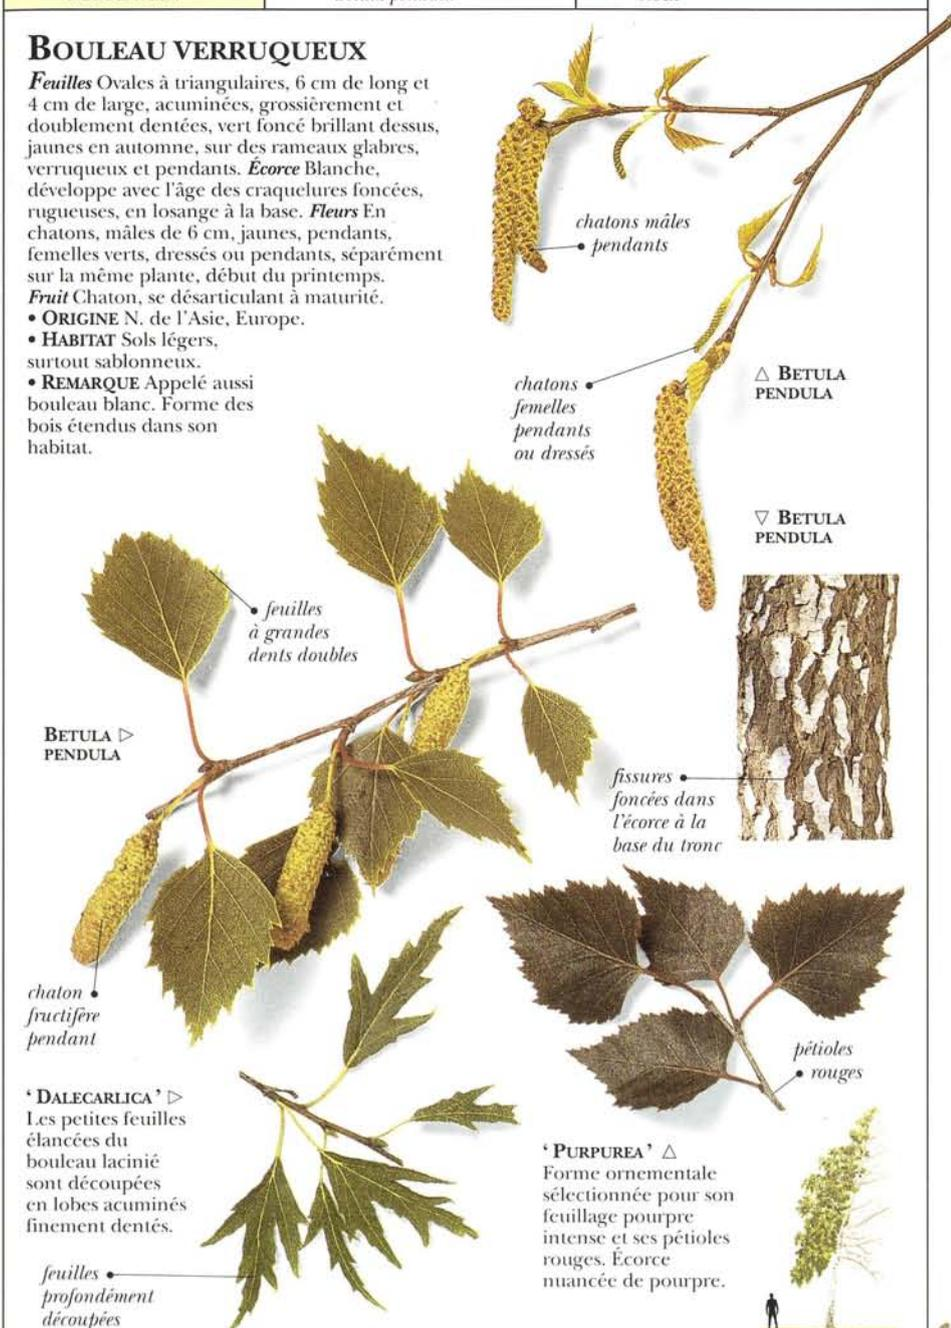 BOULEAU VERRUQUEUX
Feuilles Ovales à triangulaires, 6 cm de long et
4 cm de large, acuminées, grossièrement et
doublement dentées, vert foncé brillant dessus,
jaunes en automne, sur des rameaux glabres,
verruqueux et pendants. Écorce Blanche,
développe avec l'âge des craquelures foncées,
rugueuses, en losange à la base. Fleurs En
chatons, mâles de 6 cm, jaunes, pendants,
femelles verts, dressés ou pendants, séparément
sur la même plante, début du printemps.
Fruit Chaton, se désarticulant à maturité.
• ORIGINE N. de l'Asie, Europe.
• HABITAT Sols légers,
surtout sablonneux.
• REMARQUE Appelé aussi
bouleau blanc. Forme des
bois étendus dans son
habitat.
chatons mâles
• pendants
chatons •
femelles
pendants
ou dressés
△ BETULA
PENDULA
▽ BETULA
PENDULA
• feuilles
à grandes
dents doubles
BETULA ▷
PENDULA
fissures •
foncées dans
l'écorce à la
base du tronc
chaton •
fructifère
pendant
pétioles
• rouges
'DALECARLICA' ▷
Les petites feuilles
élancées du
bouleau lacinié
sont découpées
en lobes acuminés
finement dentés.
'PURPUREA' △
Forme ornementale
sélectionnée pour son
feuillage pourpre
intense et ses pétioles
rouges. Écorce
nuancée de pourpre.
feuilles •
profondément
découpées